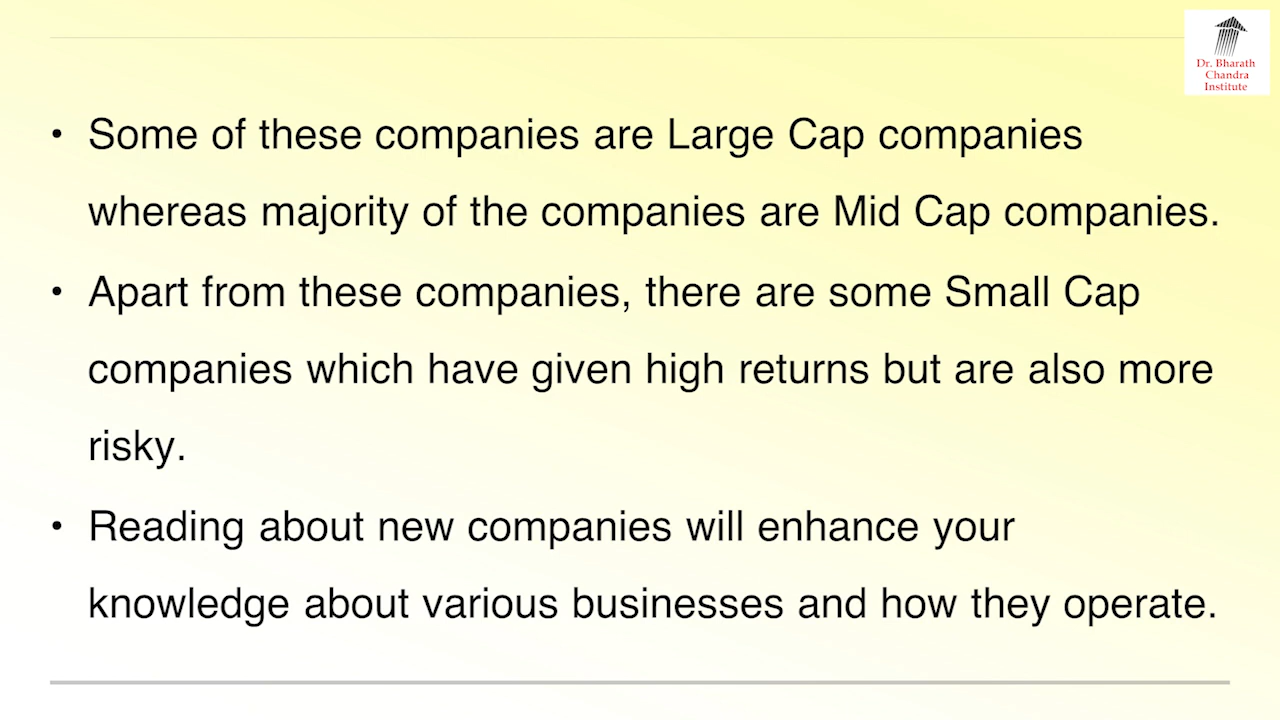 Dr. Bharath
Chandra
Institute
• Some of these companies are Large Cap companies
whereas majority of the companies are Mid Cap companies.
• Apart from these companies, there are some Small Cap
companies which have given high returns but are also more
risky.
• Reading about new companies will enhance your
knowledge about various businesses and how they operate.